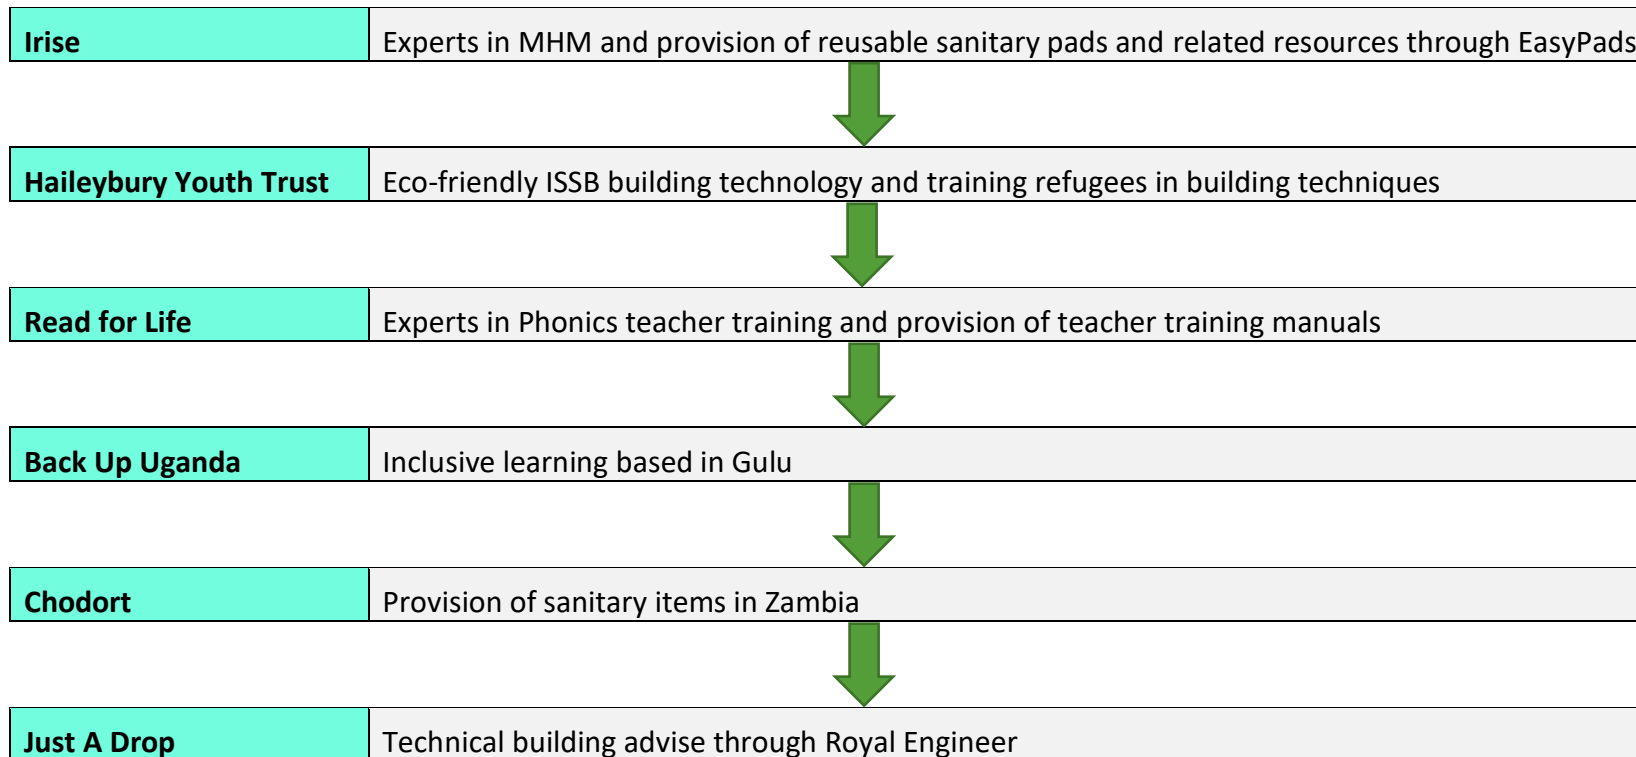 Irise Experts in MHM and provision of reusable sanitary pads and related resources through EasyPads
Haileybury Youth Trust Eco-friendly ISSB building technology and training refugees in building techniques
Read for Life Experts in Phonics teacher training and provision of teacher training manuals
Back Up Uganda Inclusive learning based in Gulu
Chodort Provision of sanitary items in Zambia
Just A Drop Technical building advise through Royal Engineer